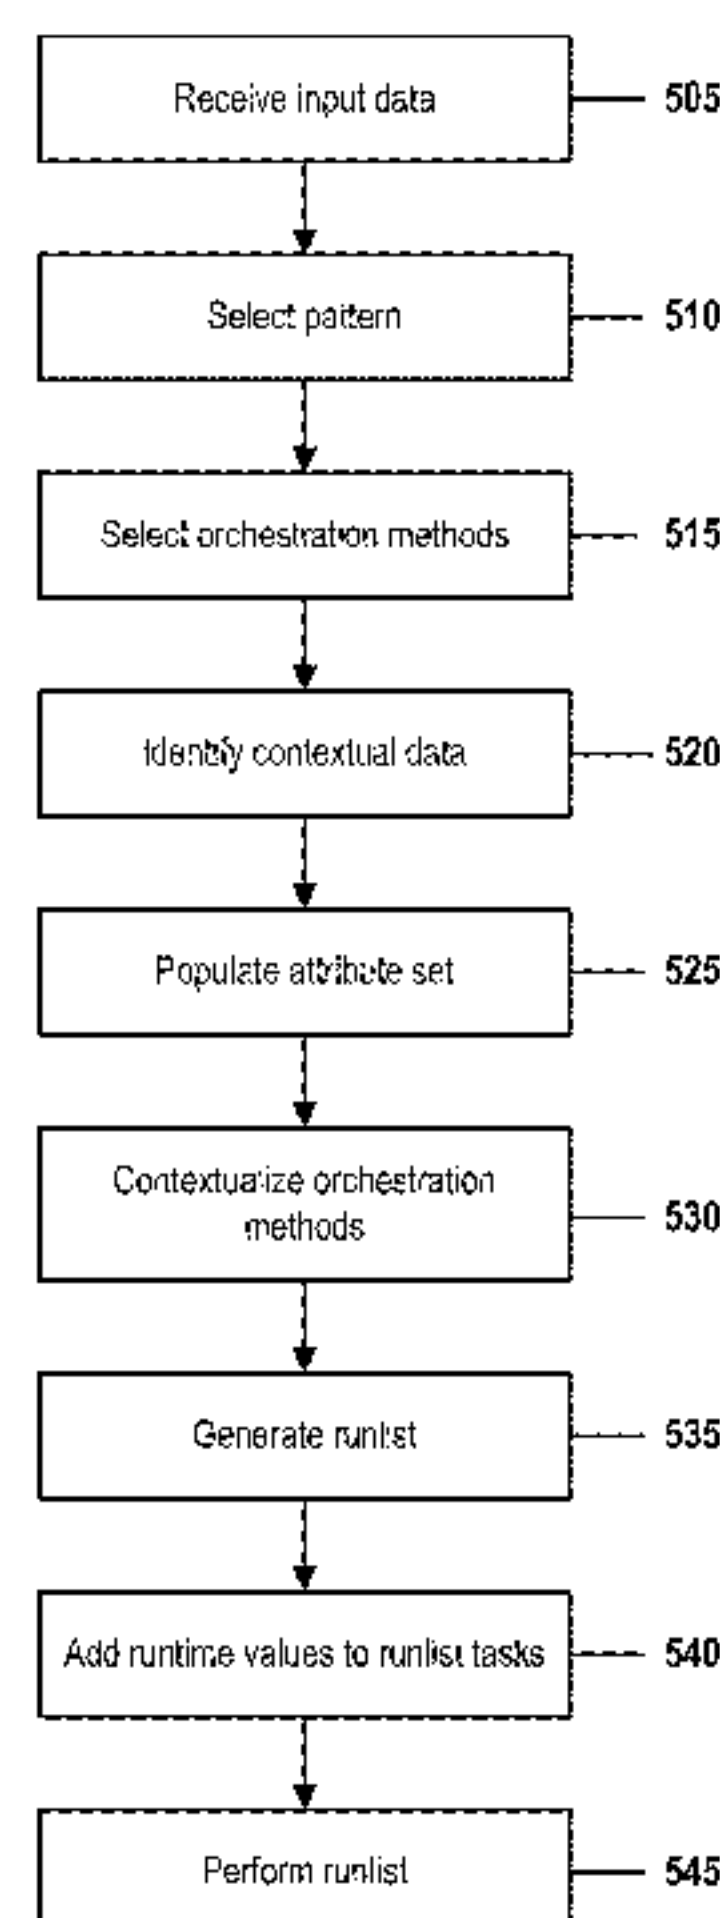 Receive input data 505
Select pattern 510
Select orchestration methods 515
Identify contextual data 520
Populate attribute set 525
Contextualize orchestration
methods 530
Generate runlist 535
Add runtime values to runlist tasks 540
Perform runlist 545